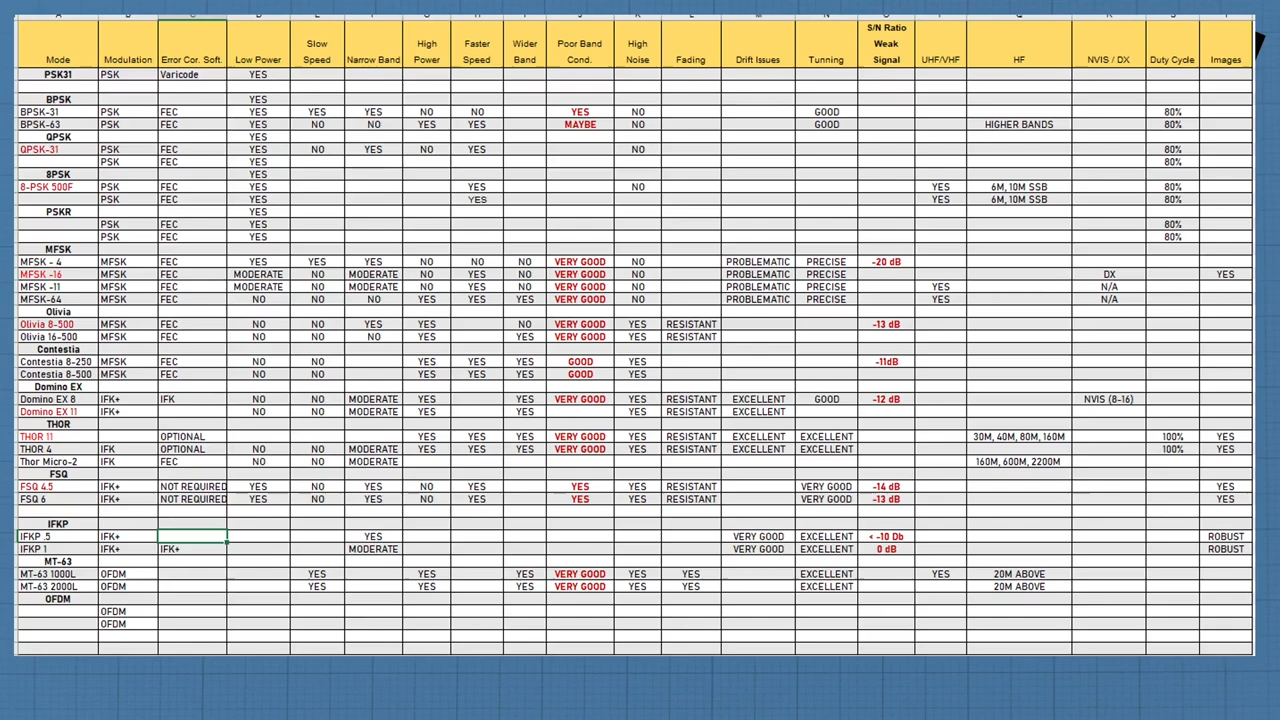 Mode Modulation Error Cor. Soft. Low Power Slow Speed Narrow Band High Power Faster Speed Wider Band Poor Band Cond. High Noise Fading Drift Issues Tunning S/N Ratio Weak Signal UHF/VHF HF NVIS / DX Duty Cycle Images
PSK31 PSK Varicode YES
BPSK YES
BPSK-31 PSK FEC YES YES YES NO NO YES NO GOOD 80%
BPSK-63 PSK FEC YES NO NO YES YES MAYBE NO GOOD HIGHER BANDS 80%
QPSK YES
QPSK-31 PSK FEC YES NO YES NO YES NO 80%
PSK FEC YES 80%
8PSK YES
8-PSK 500F PSK FEC YES YES NO YES 6M, 10M SSB 80%
PSK FEC YES YES YES 6M, 10M SSB 80%
PSKR YES
PSK FEC YES 80%
PSK FEC YES 80%
MFSK
MFSK - 4 MFSK FEC YES YES YES NO NO NO VERY GOOD NO PROBLEMATIC PRECISE -20 dB
MFSK -16 MFSK FEC MODERATE NO MODERATE NO YES NO VERY GOOD NO PROBLEMATIC PRECISE DX YES
MFSK -11 MFSK FEC MODERATE NO MODERATE NO YES NO VERY GOOD NO PROBLEMATIC PRECISE YES N/A
MFSK-64 MFSK FEC NO NO NO YES YES YES VERY GOOD NO PROBLEMATIC PRECISE YES N/A
Olivia
Olivia 8-500 MFSK FEC NO YES YES NO VERY GOOD YES RESISTANT -13 dB
Olivia 16-500 MFSK FEC NO NO YES YES VERY GOOD YES RESISTANT
Contestia
Contestia 8-250 MFSK FEC NO NO YES YES YES GOOD YES -11dB
Contestia 8-500 MFSK FEC NO NO YES YES YES GOOD YES
Domino EX
Domino EX 8 IFK+ IFK NO NO MODERATE YES YES YES VERY GOOD YES RESISTANT EXCELLENT GOOD -12 dB NVIS (8-16)
Domino EX 11 IFK+ NO NO MODERATE YES YES YES RESISTANT EXCELLENT
THOR
THOR 11 OPTIONAL YES YES YES VERY GOOD YES RESISTANT EXCELLENT EXCELLENT 30M, 40M, 80M, 160M 100% YES
THOR 4 IFK OPTIONAL NO NO MODERATE YES YES YES VERY GOOD YES RESISTANT EXCELLENT EXCELLENT 100% YES
Thor Micro-2 IFK FEC NO NO MODERATE 160M, 600M, 2200M
FSQ
FSQ 4.5 IFK+ NOT REQUIRED YES NO YES YES YES YES YES YES RESISTANT VERY GOOD -14 dB YES
FSQ 6 IFK+ NOT REQUIRED YES NO YES YES YES YES YES YES RESISTANT VERY GOOD -13 dB YES
IFKP
IFKP .5 IFK+ YES VERY GOOD EXCELLENT < -10 Db ROBUST
IFKP 1 IFK+ IFK+ MODERATE VERY GOOD EXCELLENT 0 dB ROBUST
MT-63
MT-63 1000L OFDM YES YES YES VERY GOOD YES YES EXCELLENT YES 20M ABOVE
MT-63 2000L OFDM YES YES YES VERY GOOD YES YES EXCELLENT 20M ABOVE
OFDM
OFDM
OFDM